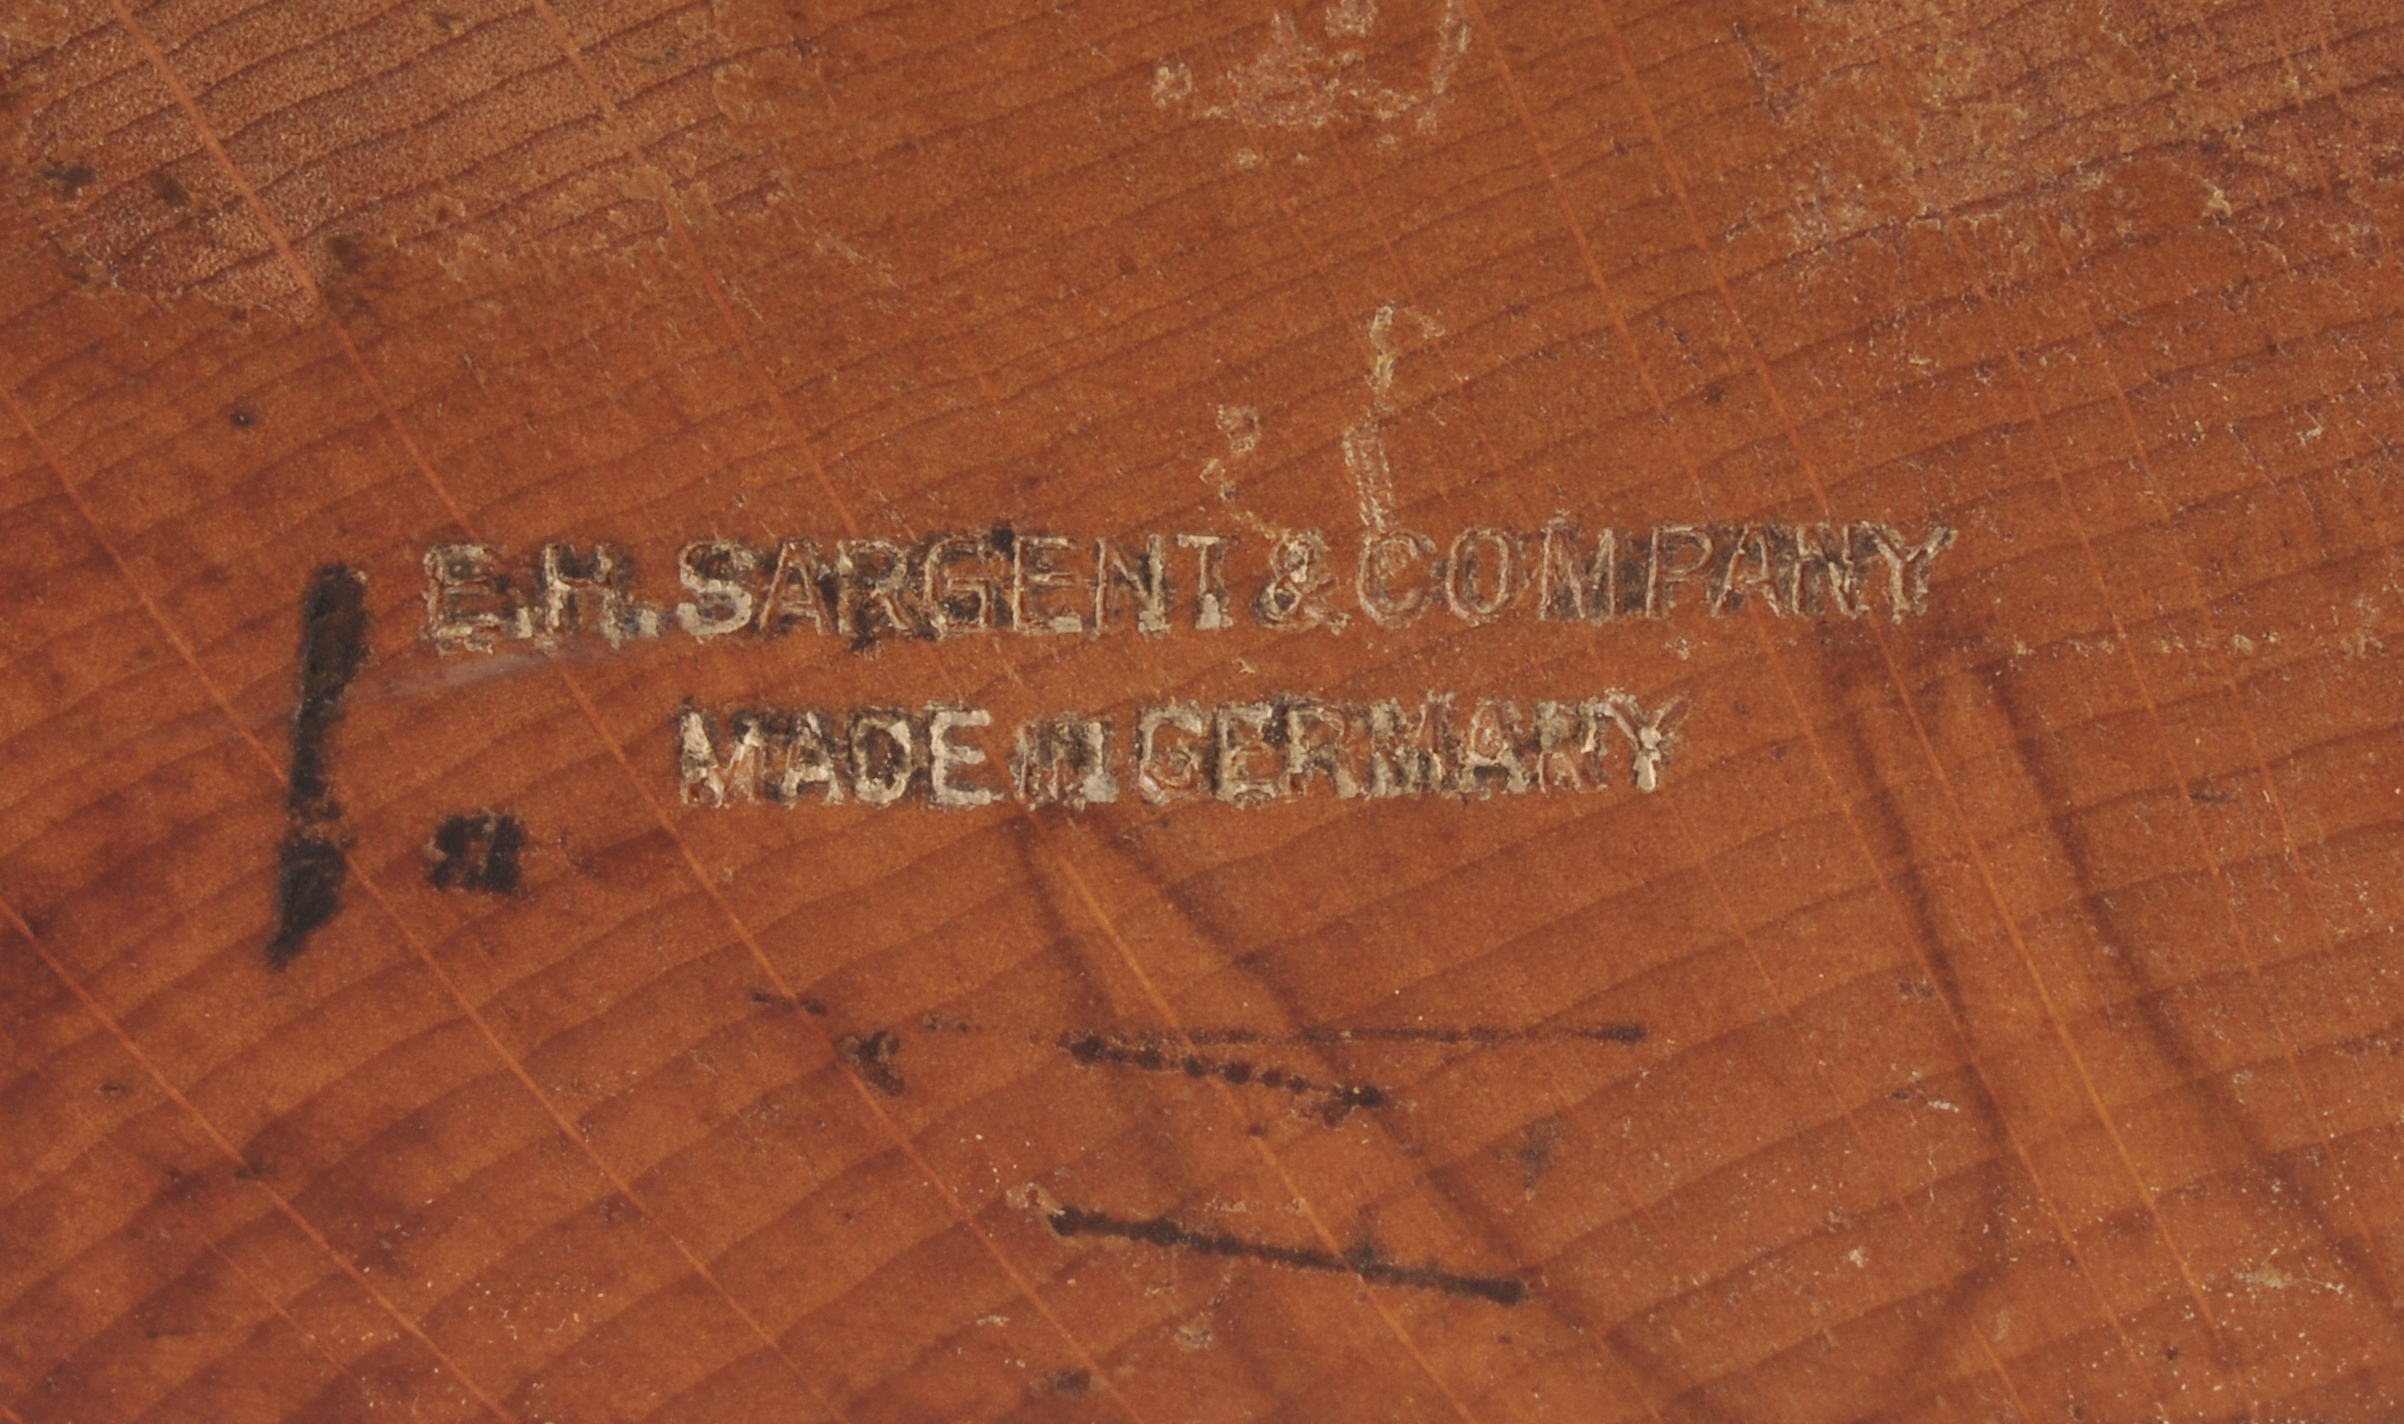 E.H. SARGENT & COMPANY
MADE IN GERMANY